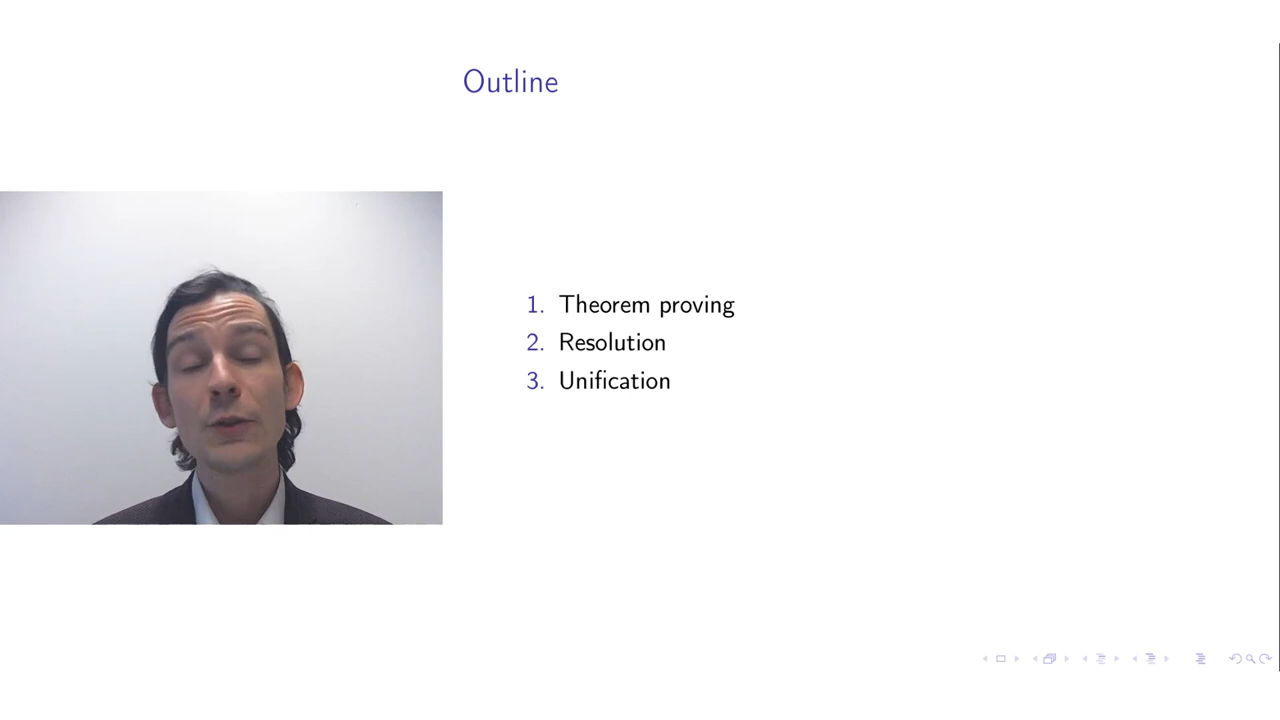 Outline
1. Theorem proving
2. Resolution
3. Unification